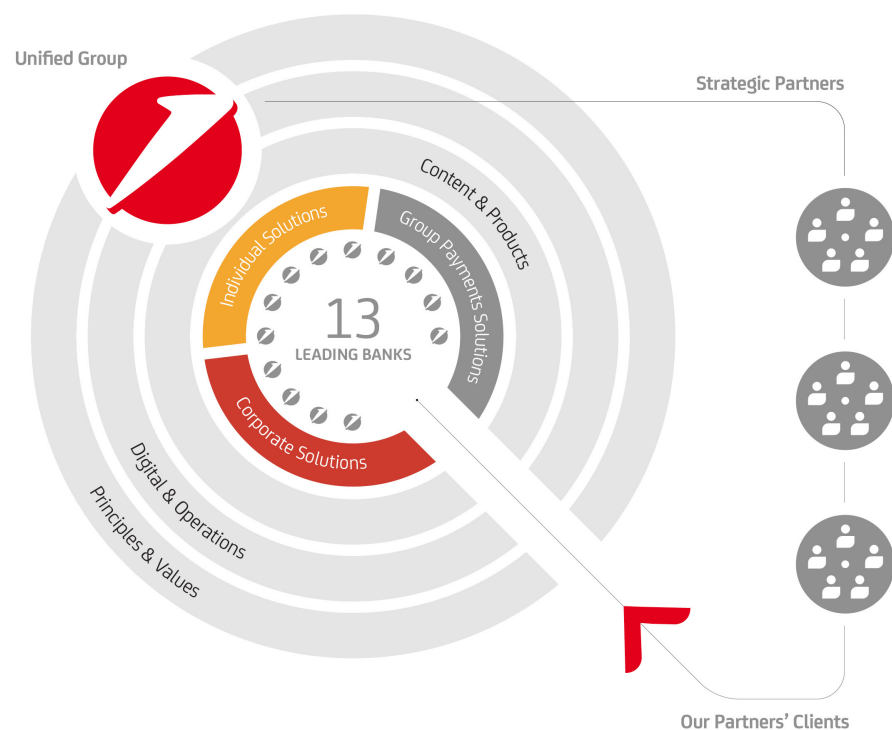 Unified Group
Strategic Partners
Content & Products
Individual Solutions
Group Payments Solutions
13
LEADING BANKS
Corporate Solutions
Digital & Operations
Principles & Values
Our Partners’ Clients